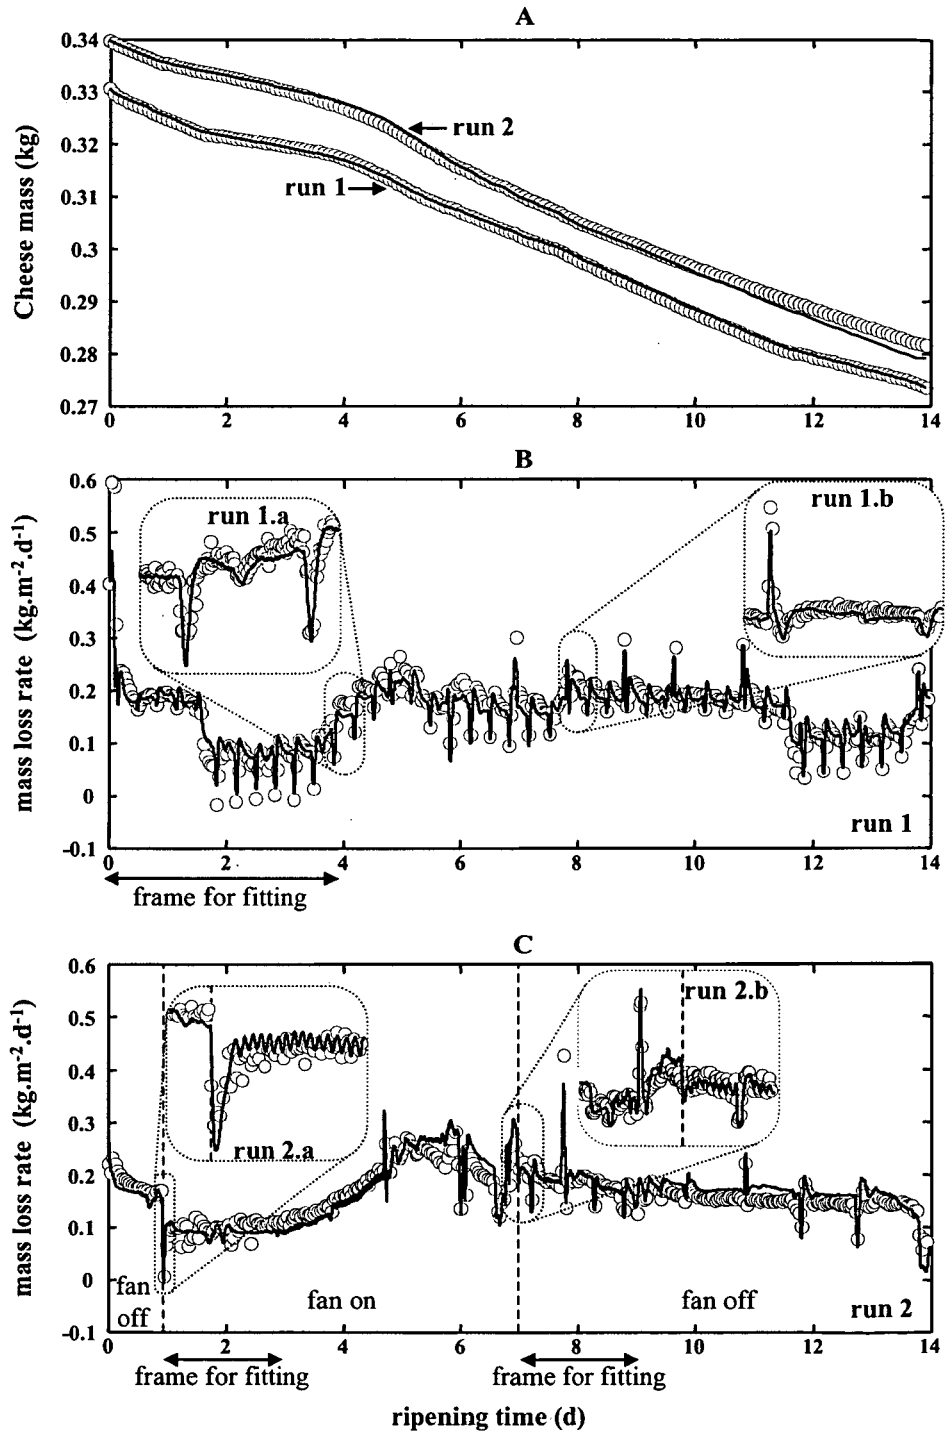 A
0.34
0.33
0.32
0.31
0.3
0.29
0.28
0.27
Cheese mass (kg)
run 2
run 1
0 2 4 6 8 10 12 14
B
0.6
0.5
0.4
0.3
0.2
0.1
0
-0.1
mass loss rate (kg.m-2.d-1)
run 1.a
run 1.b
run 1
0 2 4 6 8 10 12 14
frame for fitting
C
0.6
0.5
0.4
0.3
0.2
0.1
0
-0.1
mass loss rate (kg.m-2.d-1)
run 2.b
run 2.a
fan
off
fan on
fan off
run 2
0 2 4 6 8 10 12 14
frame for fitting
frame for fitting
ripening time (d)